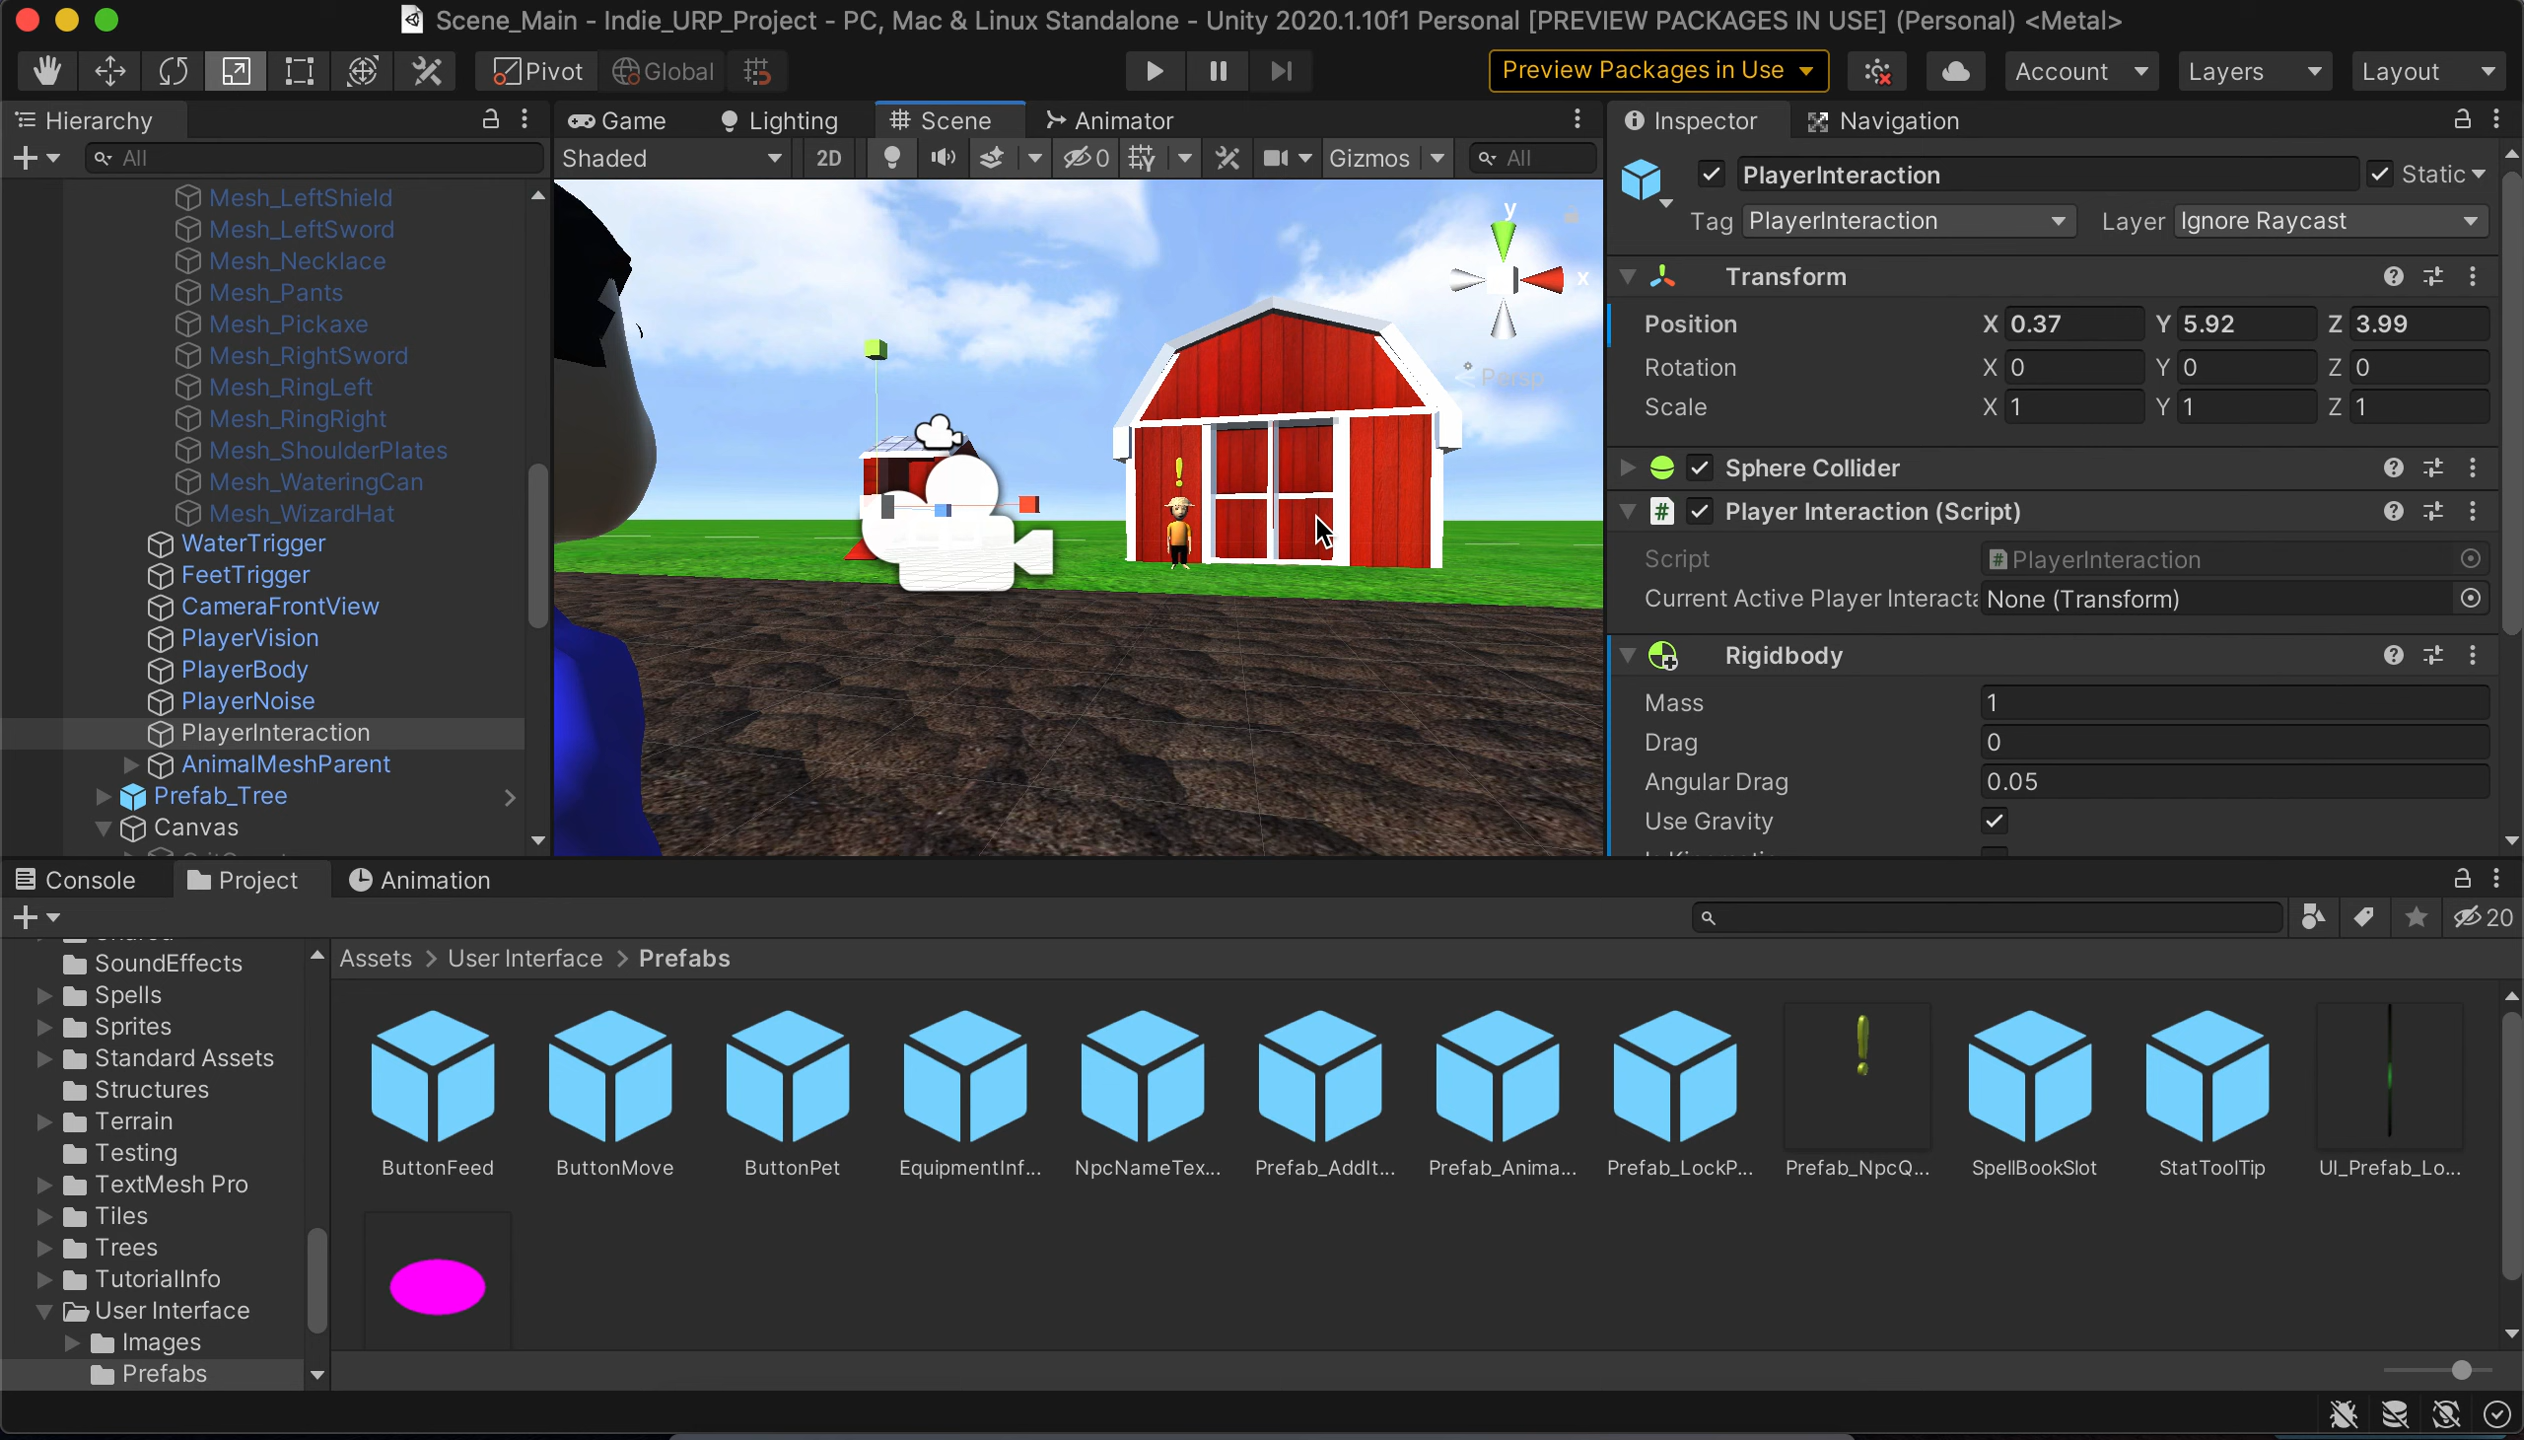 Scene_Main - Indie_URP_Project - PC, Mac & Linux Standalone - Unity 2020.1.10f1 Personal [PREVIEW PACKAGES IN USE] (Personal) <Metal>
Pivot Global Preview Packages in Use Account Layers Layout
Hierarchy
All
Mesh_LeftShield
Mesh_LeftSword
Mesh_Necklace
Mesh_Pants
Mesh_Pickaxe
Mesh_RightSword
Mesh_RingLeft
Mesh_RingRight
Mesh_ShoulderPlates
Mesh_WateringCan
Mesh_WizardHat
WaterTrigger
FeetTrigger
CameraFrontView
PlayerVision
PlayerBody
PlayerNoise
PlayerInteraction
AnimalMeshParent
Prefab_Tree
Canvas
Game Lighting Scene Animator
Shaded 2D 0 Gizmos All
y
x
Persp
Inspector Navigation
PlayerInteraction Static
Tag PlayerInteraction Layer Ignore Raycast
Transform
Position X 0.37 Y 5.92 Z 3.99
Rotation X 0 Y 0 Z 0
Scale X 1 Y 1 Z 1
Sphere Collider
# Player Interaction (Script)
Script PlayerInteraction
Current Active Player Interacta None (Transform)
Rigidbody
Mass 1
Drag 0
Angular Drag 0.05
Use Gravity
Console Project Animation
20
SoundEffects
Spells
Sprites
Standard Assets
Structures
Terrain
Testing
TextMesh Pro
Tiles
Trees
TutorialInfo
User Interface
Images
Prefabs
Assets > User Interface > Prefabs
ButtonFeed ButtonMove ButtonPet EquipmentInf... NpcNameTex... Prefab_AddIt... Prefab_Anima... Prefab_LockP... Prefab_NpcQ... SpellBookSlot StatToolTip UI_Prefab_Lo...